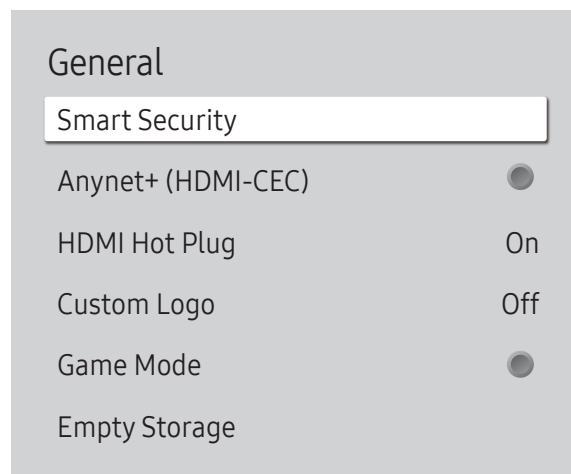 General
Smart Security
Anynet+ (HDMI-CEC)
HDMI Hot Plug On
Custom Logo Off
Game Mode
Empty Storage